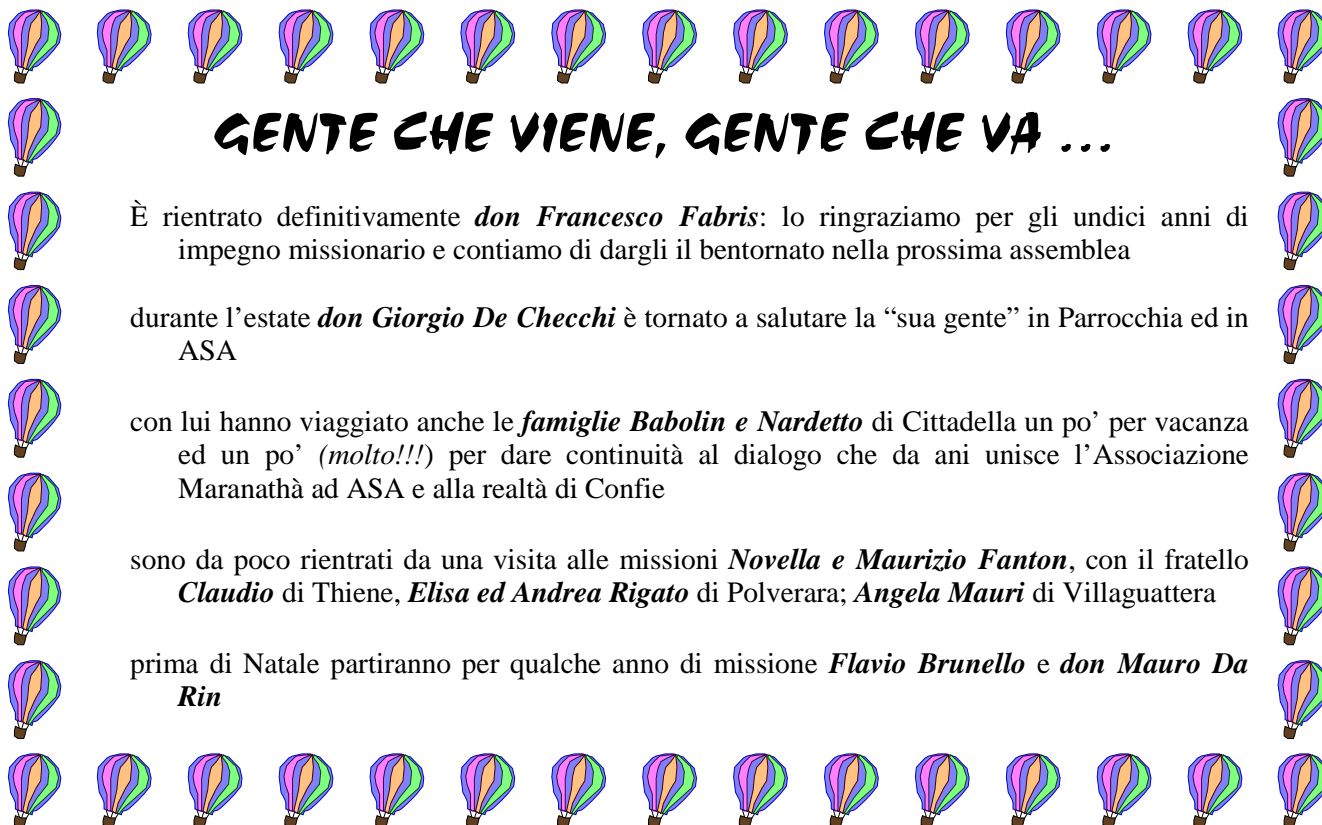 GENTE CHE VIENE, GENTE CHE VA ...
È rientrato definitivamente don Francesco Fabris: lo ringraziamo per gli undici anni di
impegno missionario e contiamo di dargli il bentornato nella prossima assemblea
durante l’estate don Giorgio De Checchi è tornato a salutare la “sua gente” in Parrocchia ed in
ASA
con lui hanno viaggiato anche le famiglie Babolin e Nardetto di Cittadella un po’ per vacanza
ed un po’ (molto!!!) per dare continuità al dialogo che da ani unisce l’Associazione
Maranathà ad ASA e alla realtà di Confie
sono da poco rientrati da una visita alle missioni Novella e Maurizio Fanton, con il fratello
Claudio di Thiene, Elisa ed Andrea Rigato di Polverara; Angela Mauri di Villaguattera
prima di Natale partiranno per qualche anno di missione Flavio Brunello e don Mauro Da
Rin